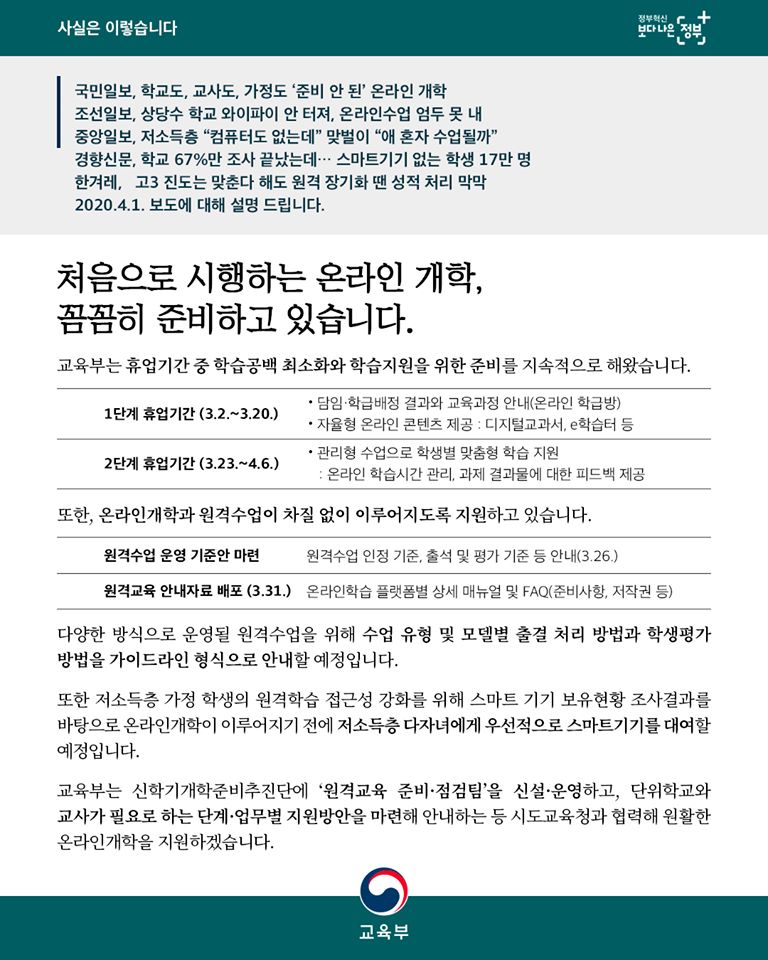 사실은 이렇습니다
정부혁신
보다나은 정부
국민일보, 학교도, 교사도, 가정도 ‘준비 안 된’ 온라인 개학
조선일보, 상당수 학교 와이파이 안 터져, 온라인수업 엄두 못 내
중앙일보, 저소득층 “컴퓨터도 없는데” 맞벌이 “애 혼자 수업될까”
경향신문, 학교 67%만 조사 끝났는데… 스마트기기 없는 학생 17만 명
한겨레, 고3 진도는 맞춘다 해도 원격 장기화 땐 성적 처리 막막
2020.4.1. 보도에 대해 설명 드립니다.
처음으로 시행하는 온라인 개학,
꼼꼼히 준비하고 있습니다.
교육부는 휴업기간 중 학습공백 최소화와 학습지원을 위한 준비를 지속적으로 해왔습니다.
1단계 휴업기간 (3.2.~3.20.)
• 담임·학급배정 결과와 교육과정 안내(온라인 학급방)
• 자율형 온라인 콘텐츠 제공 : 디지털교과서, e학습터 등
2단계 휴업기간 (3.23.~4.6.)
• 관리형 수업으로 학생별 맞춤형 학습 지원
: 온라인 학습시간 관리, 과제 결과물에 대한 피드백 제공
또한, 온라인개학과 원격수업이 차질 없이 이루어지도록 지원하고 있습니다.
원격수업 운영 기준안 마련 원격수업 인정 기준, 출석 및 평가 기준 등 안내(3.26.)
원격교육 안내자료 배포 (3.31.) 온라인학습 플랫폼별 상세 매뉴얼 및 FAQ(준비사항, 저작권 등)
다양한 방식으로 운영될 원격수업을 위해 수업 유형 및 모델별 출결 처리 방법과 학생평가
방법을 가이드라인 형식으로 안내할 예정입니다.
또한 저소득층 가정 학생의 원격학습 접근성 강화를 위해 스마트 기기 보유현황 조사결과를
바탕으로 온라인개학이 이루어지기 전에 저소득층 다자녀에게 우선적으로 스마트기기를 대여할
예정입니다.
교육부는 신학기개학준비추진단에 ‘원격교육 준비·점검팀’을 신설·운영하고, 단위학교와
교사가 필요로 하는 단계·업무별 지원방안을 마련해 안내하는 등 시도교육청과 협력해 원활한
온라인개학을 지원하겠습니다.
교육부